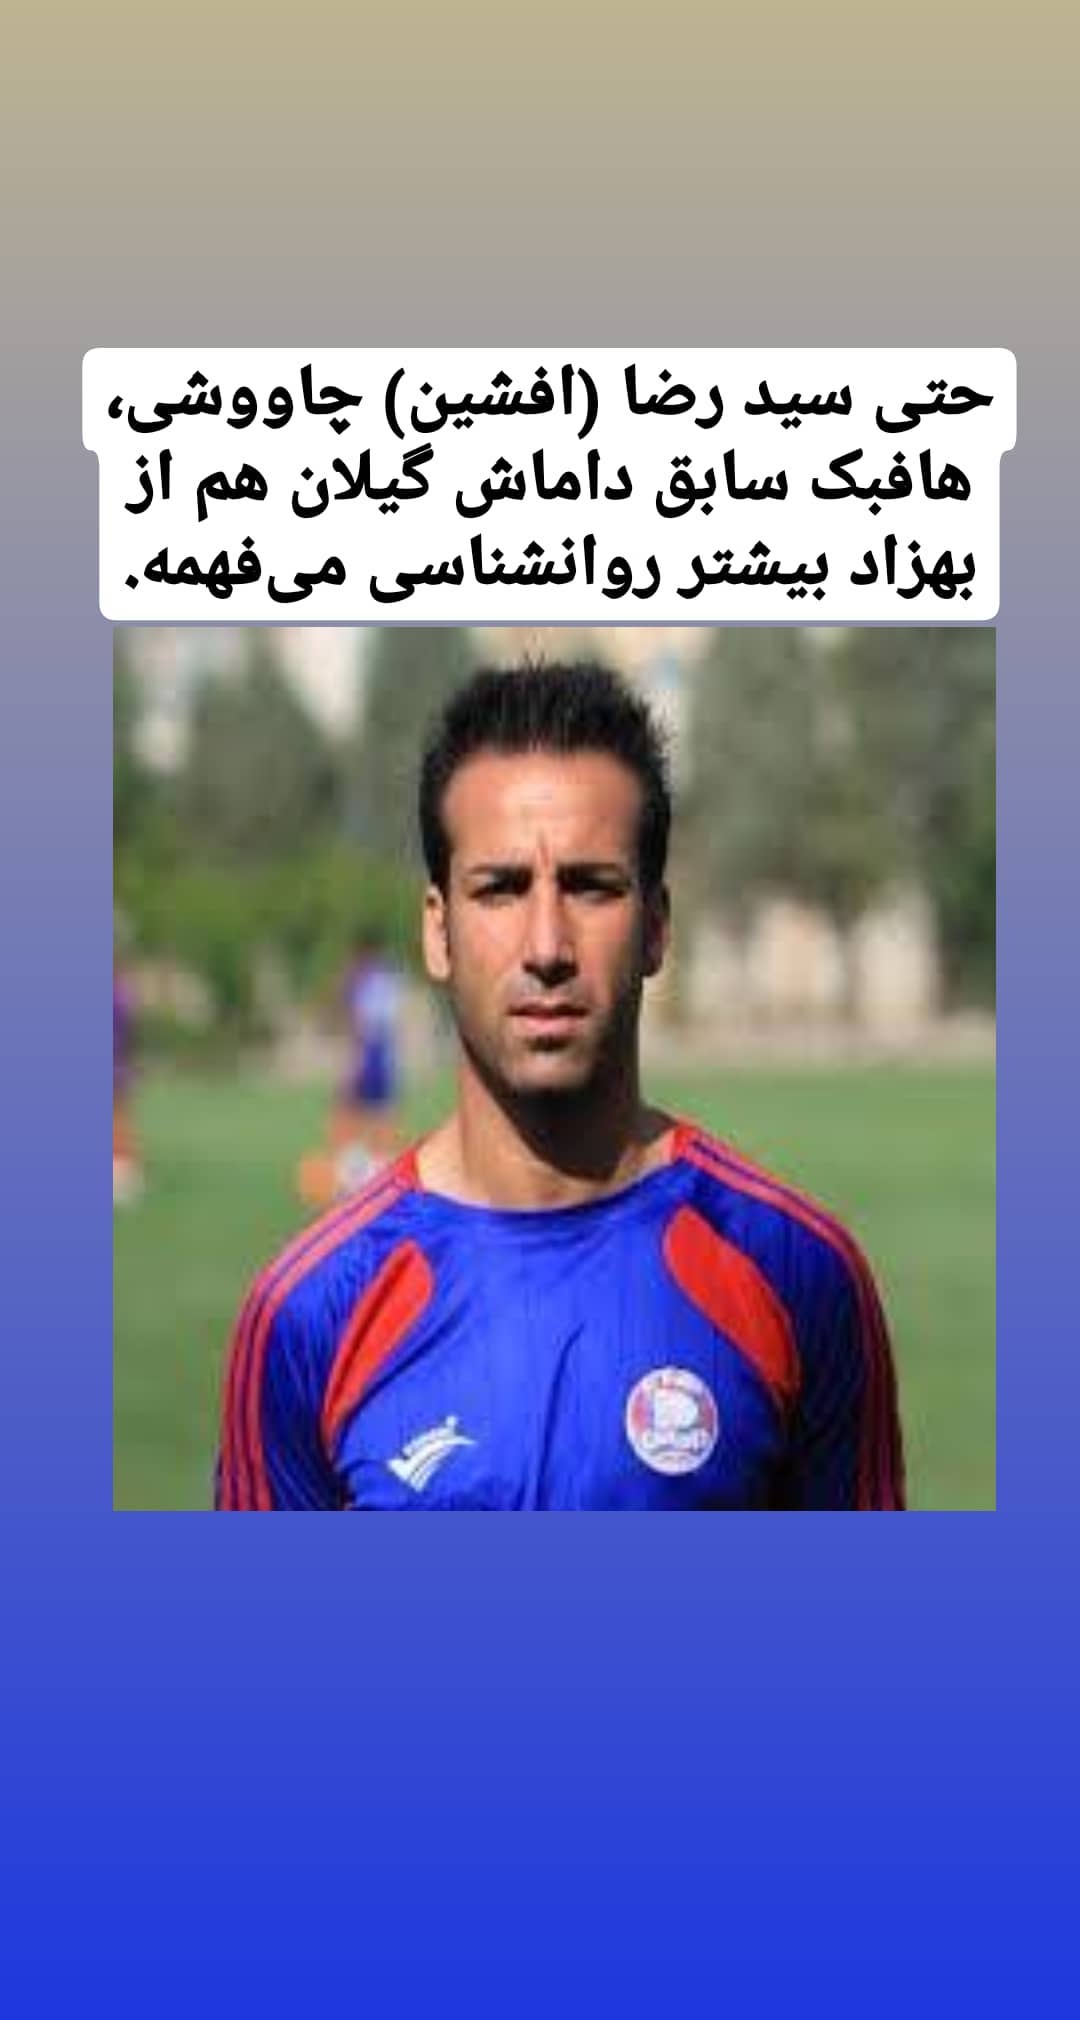 حتی سید رضا (افشین) چاووشی،
هافبک سابق داماش گیلان هم از
بهزاد بیشتر روانشناسی می‌فهمه.